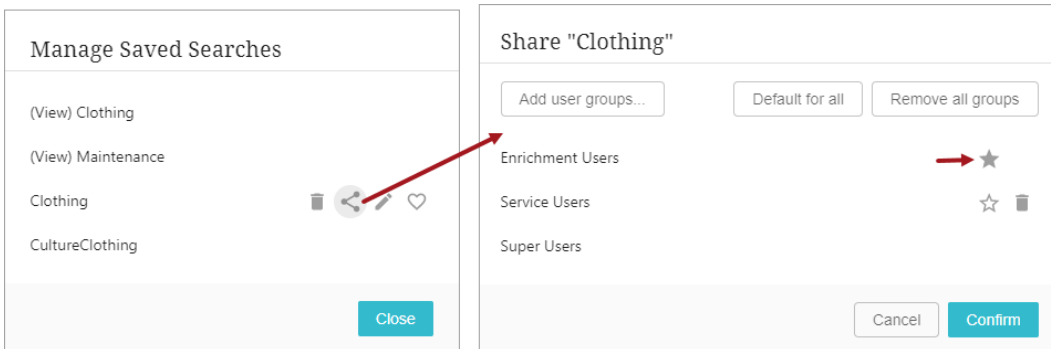 Manage Saved Searches
(View) Clothing
(View) Maintenance
Clothing
CultureClothing
Close
Share "Clothing"
Add user groups...
Default for all
Remove all groups
Enrichment Users
Service Users
Super Users
Cancel
Confirm